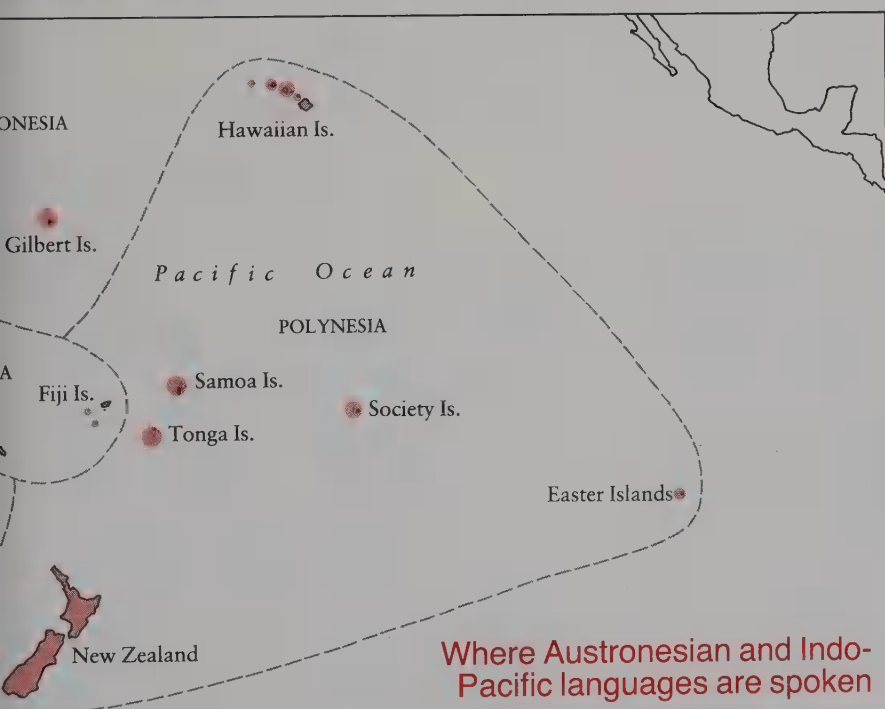 Hawaiian Is.
ONESIA
Gilbert Is.
Pacific Ocean
POLYNESIA
A
Samoa Is.
Fiji Is.
Society Is.
Tonga Is.
Easter Islands
New Zealand
Where Austronesian and Indo-
Pacific languages are spoken